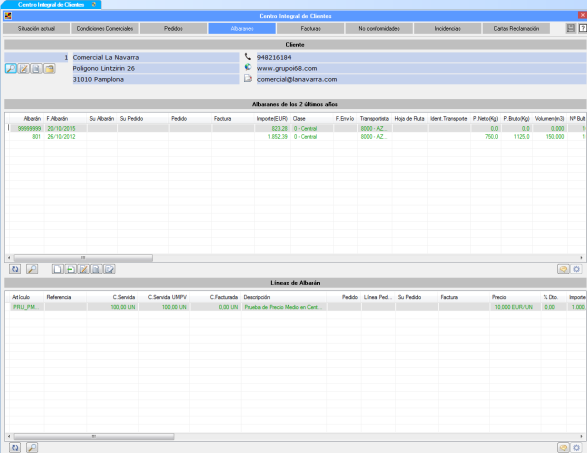 Centro Integral de Clientes
Centro Integral de Clientes
Situación actual Condiciones Comerciales Pedidos Albaranes Facturas No conformidades Incidencias Cartas Reclamación
Cliente
1 Comercial La Navarra 948216184
Poligono Lintzirin 26 www.grupoi68.com
31010 Pamplona comercial@lanavarra.com
Albaranes de los 2 últimos años
Albarán F.Albarán Su Albarán Su Pedido Pedido Factura Importe(EUR) Clase F.Envío Transportista Hoja de Ruta Ident.Transporte P.Neto(Kg) P.Bruto(Kg) Volumen(m3) Nº Bult
99999999 20/10/2015 823.28 0 - Central 8000 - AZ... 0.0 0.0 0.000 1
801 26/10/2012 1.852.39 0 - Central 8000 - AZ... 750.0 1125.0 150.000 1
Líneas de Albarán
Artículo Referencia C.Servida C.Servida UMPV C.Facturada Descripción Pedido Línea Ped... Su Pedido Factura Precio % Dto. Importe
PRU_PM... 100.00 UN 100.00 UN 0.00 UN Prueba de Precio Medio en Cent... 10.000 EUR/UN 0.00 1.000